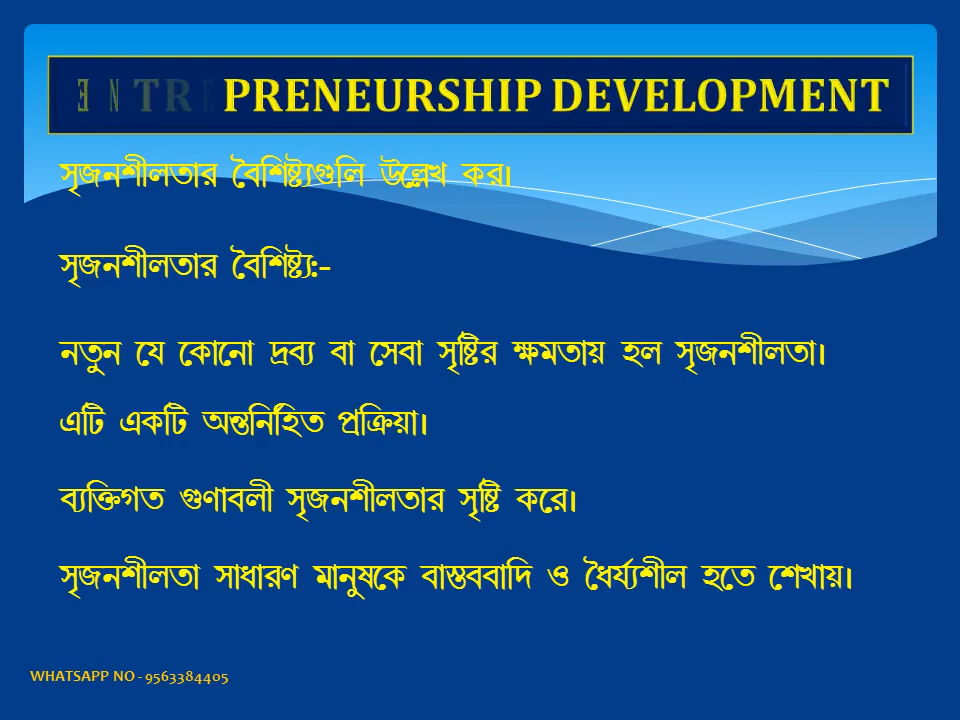 ENTREPRENEURSHIP DEVELOPMENT
সৃজনশীলতার বৈশিষ্ট্যগুলি উল্লেখ কর।
সৃজনশীলতার বৈশিষ্ট্য:-
নতুন যে কোনো দ্রব্য বা সেবা সৃষ্টির ক্ষমতায় হল সৃজনশীলতা।
এটি একটি অন্তর্নিহিত প্রক্রিয়া।
ব্যক্তিগত গুণাবলী সৃজনশীলতার সৃষ্টি করে।
সৃজনশীলতা সাধারণ মানুষকে বাস্তববাদি ও ধৈর্য্যশীল হতে শেখায়।
WHATSAPP NO - 9563384405